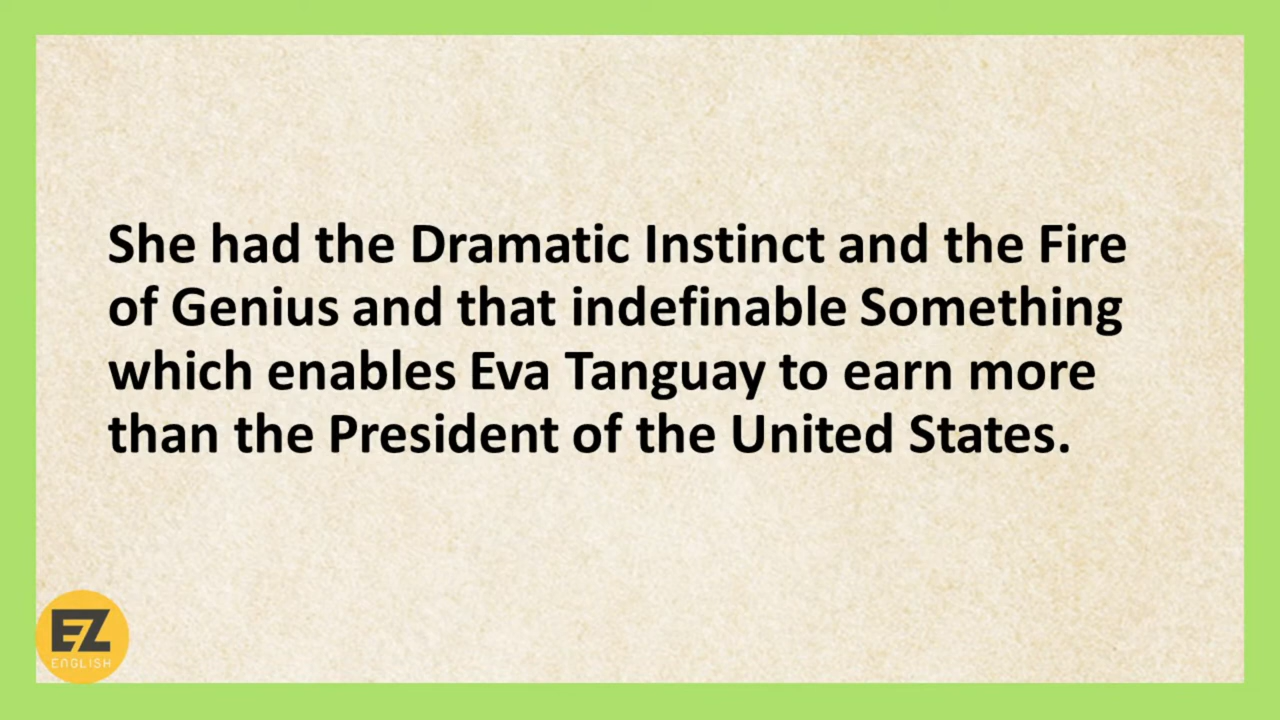 She had the Dramatic Instinct and the Fire
of Genius and that indefinable Something
which enables Eva Tanguay to earn more
than the President of the United States.
EZ
ENGLISH